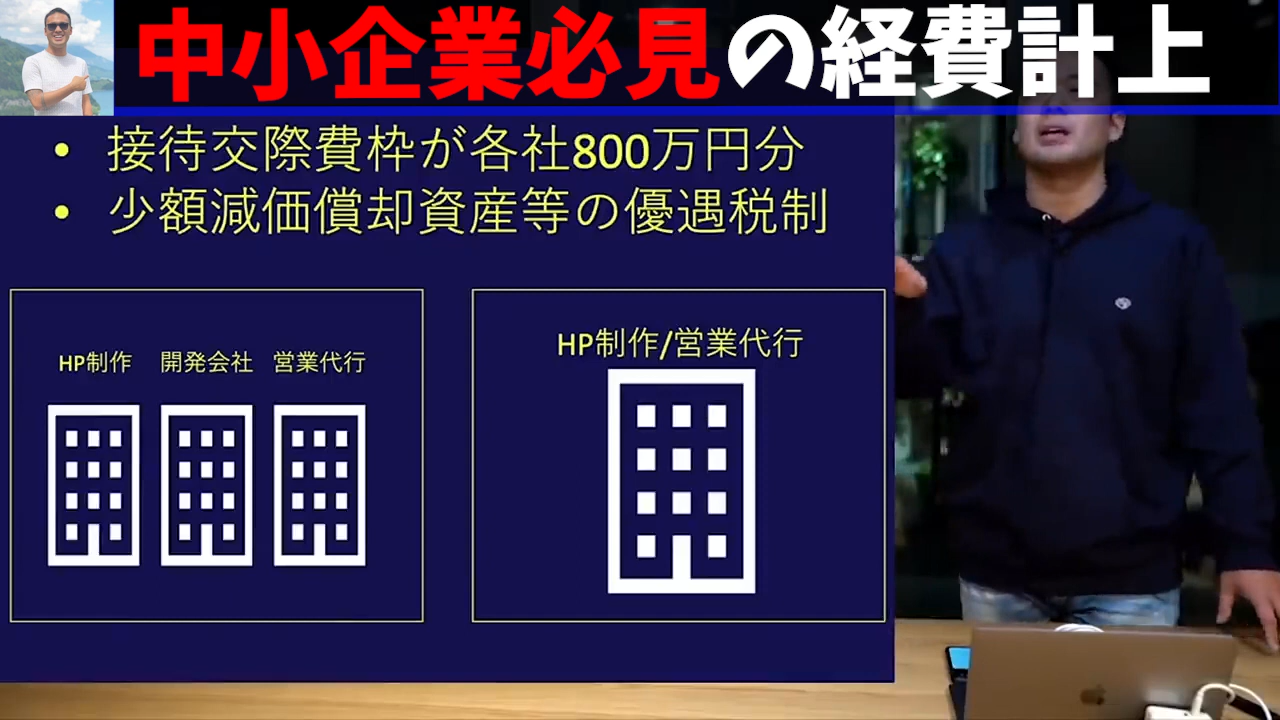 中小企業必見の経費計上
• 接待交際費枠が各社800万円分
• 少額減価償却資産等の優遇税制
HP制作 開発会社 営業代行
HP制作/営業代行